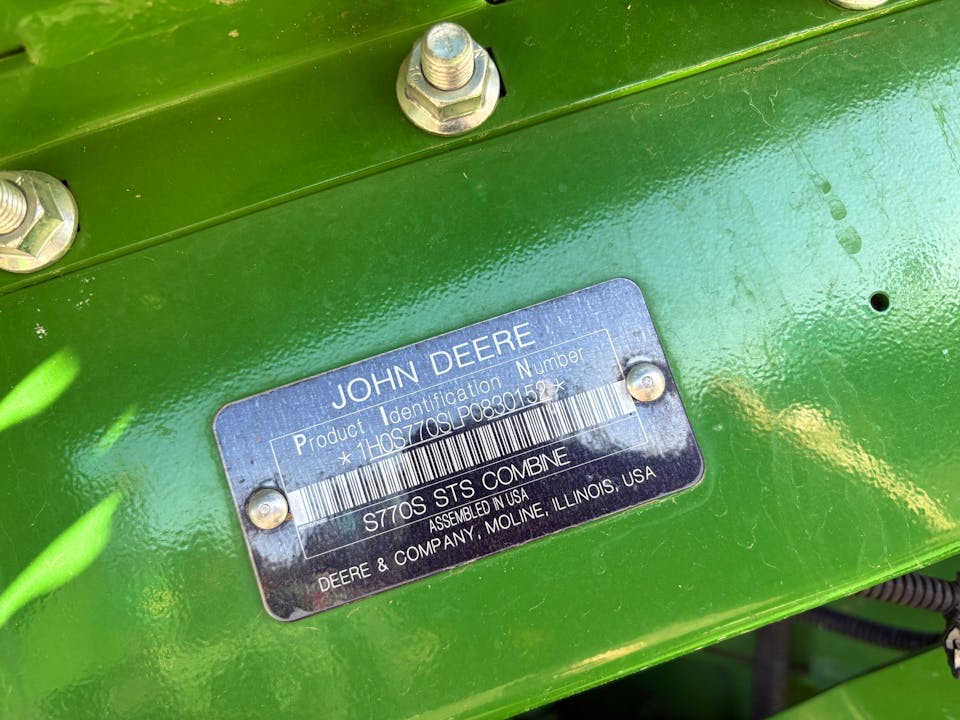 JOHN DEERE
Product Identification Number
*1H0S770SLP0830152*
S770S STS COMBINE
ASSEMBLED IN USA
DEERE & COMPANY, MOLINE, ILLINOIS, USA